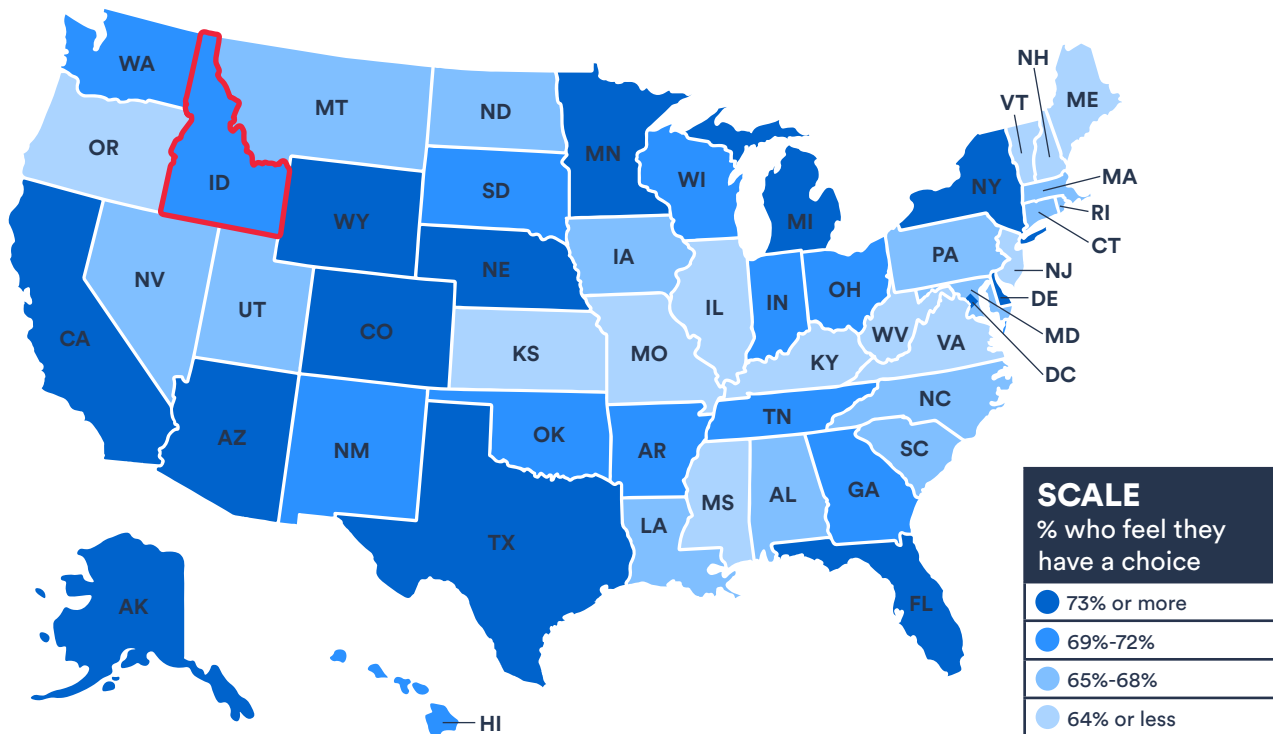 NH
WA
ME
VT
MT
ND
OR
MN
WI
MA
ID
SD
NY
RI
WY
MI
CT
IA
PA
NE
NJ
NV
UT
IN
OH
DE
IL
CO
WV
MD
CA
VA
KS
MO
KY
DC
NC
TN
AZ
OK
NM
AR
SC
GA
AL
MS
LA
TX
AK
FL
HI
SCALE
% who feel they
have a choice
73% or more
69%-72%
65%-68%
64% or less